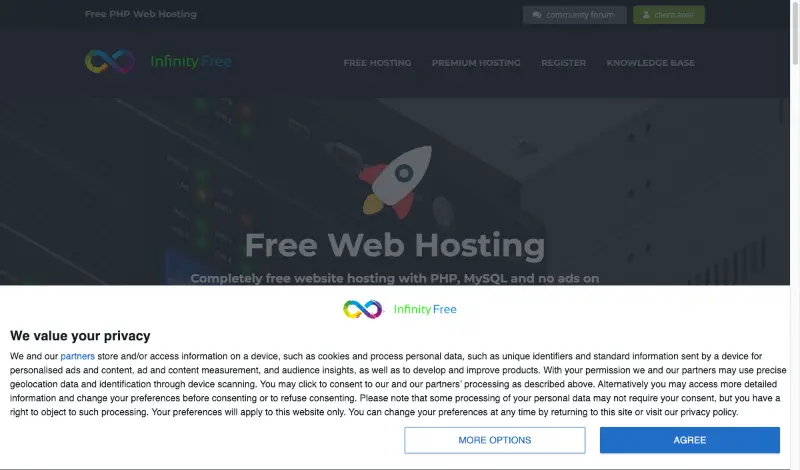 Free PHP Web Hosting
community forum
client area
Infinity Free
FREE HOSTING
PREMIUM HOSTING
REGISTER
KNOWLEDGE BASE
Free Web Hosting
Completely free website hosting with PHP, MySQL and no ads on
Infinity Free
We value your privacy
We and our partners store and/or access information on a device, such as cookies and process personal data, such as unique identifiers and standard information sent by a device for
personalised ads and content, ad and content measurement, and audience insights, as well as to develop and improve products. With your permission we and our partners may use precise
geolocation data and identification through device scanning. You may click to consent to our and our partners' processing as described above. Alternatively you may access more detailed
information and change your preferences before consenting or to refuse consenting. Please note that some processing of your personal data may not require your consent, but you have a
right to object to such processing. Your preferences will apply to this website only. You can change your preferences at any time by returning to this site or visit our privacy policy.
MORE OPTIONS
AGREE